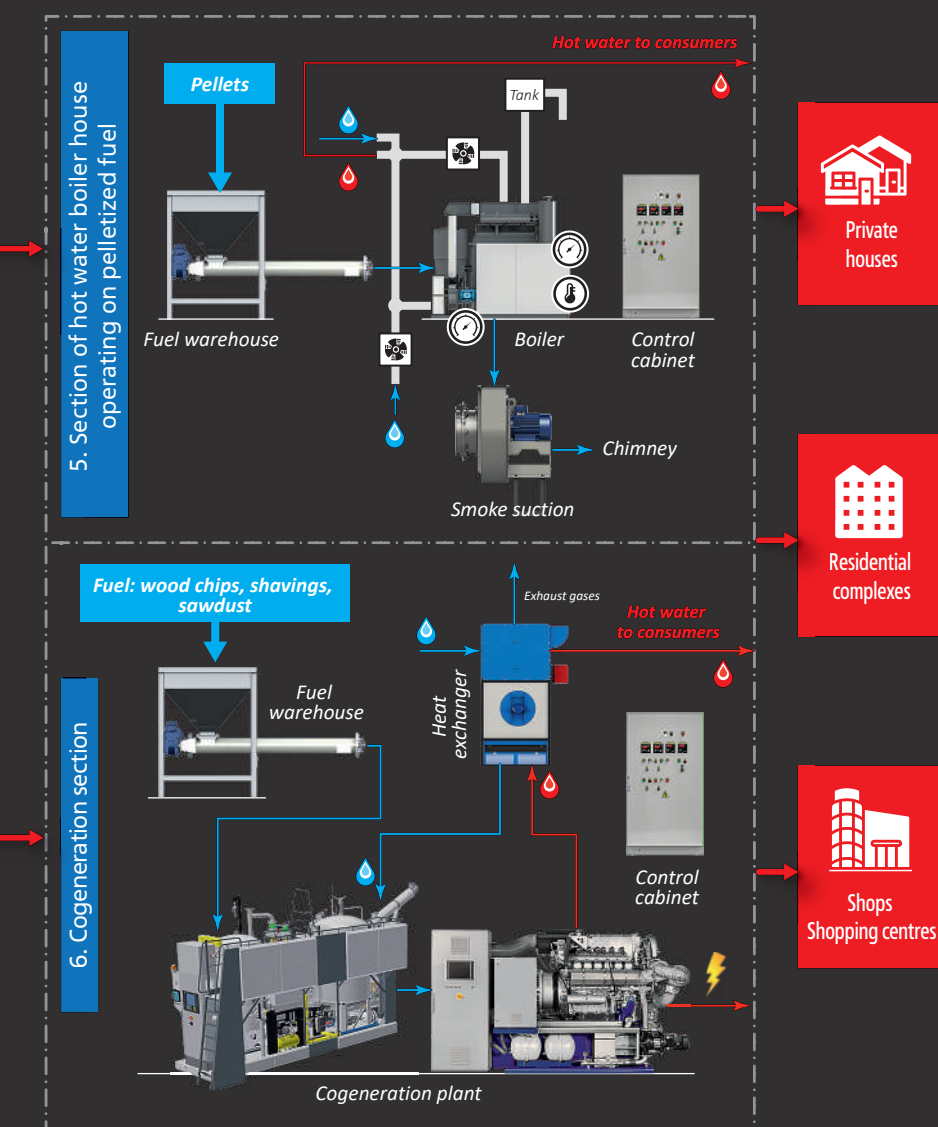 5. Section of hot water boiler house
operating on pelletized fuel
Hot water to consumers
Pellets
Tank
Fuel warehouse
Boiler
Control
cabinet
Chimney
Smoke suction
Private
houses
Residential
complexes
6. Cogeneration section
Fuel: wood chips, shavings,
sawdust
Exhaust gases
Hot water
to consumers
Fuel
warehouse
Heat
exchanger
Control
cabinet
Cogeneration plant
Shops
Shopping centres